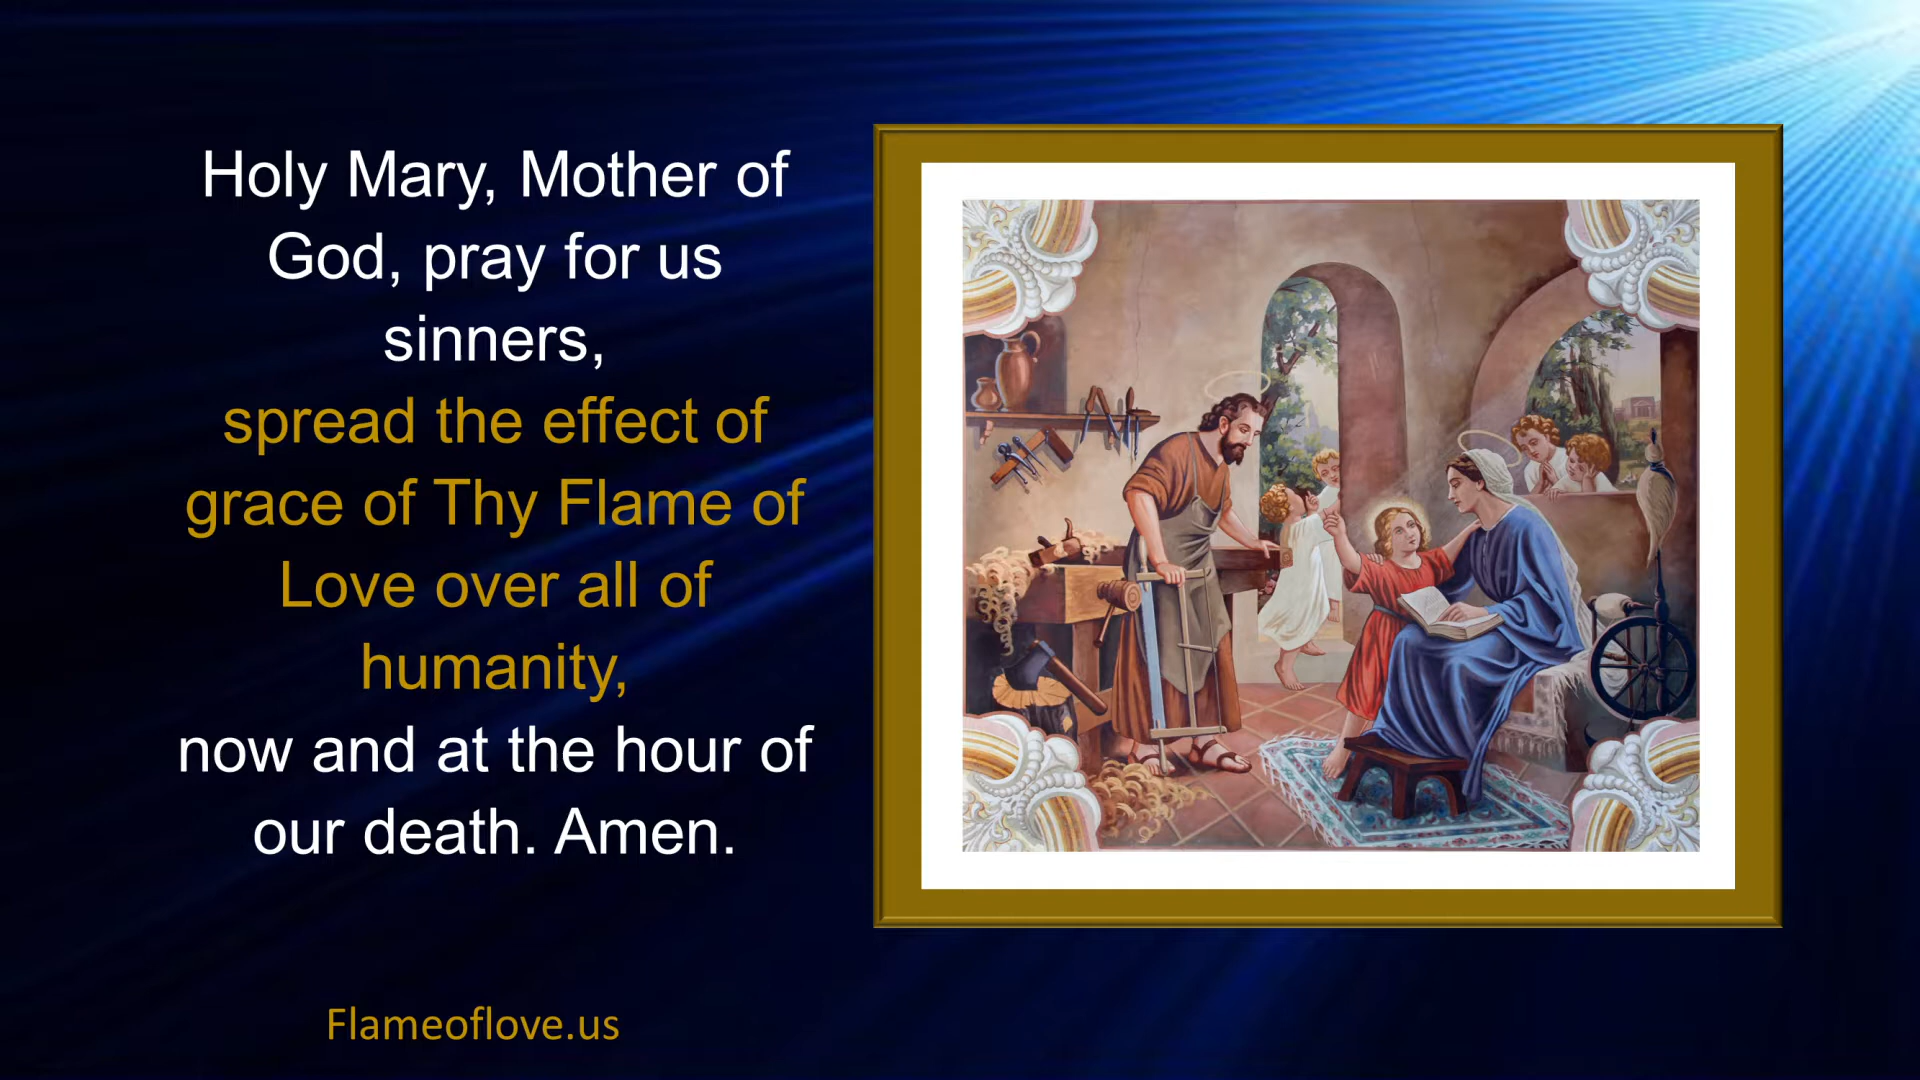 Holy Mary, Mother of
God, pray for us
sinners,
spread the effect of
grace of Thy Flame of
Love over all of
humanity,
now and at the hour of
our death. Amen.
Flameoflove.us